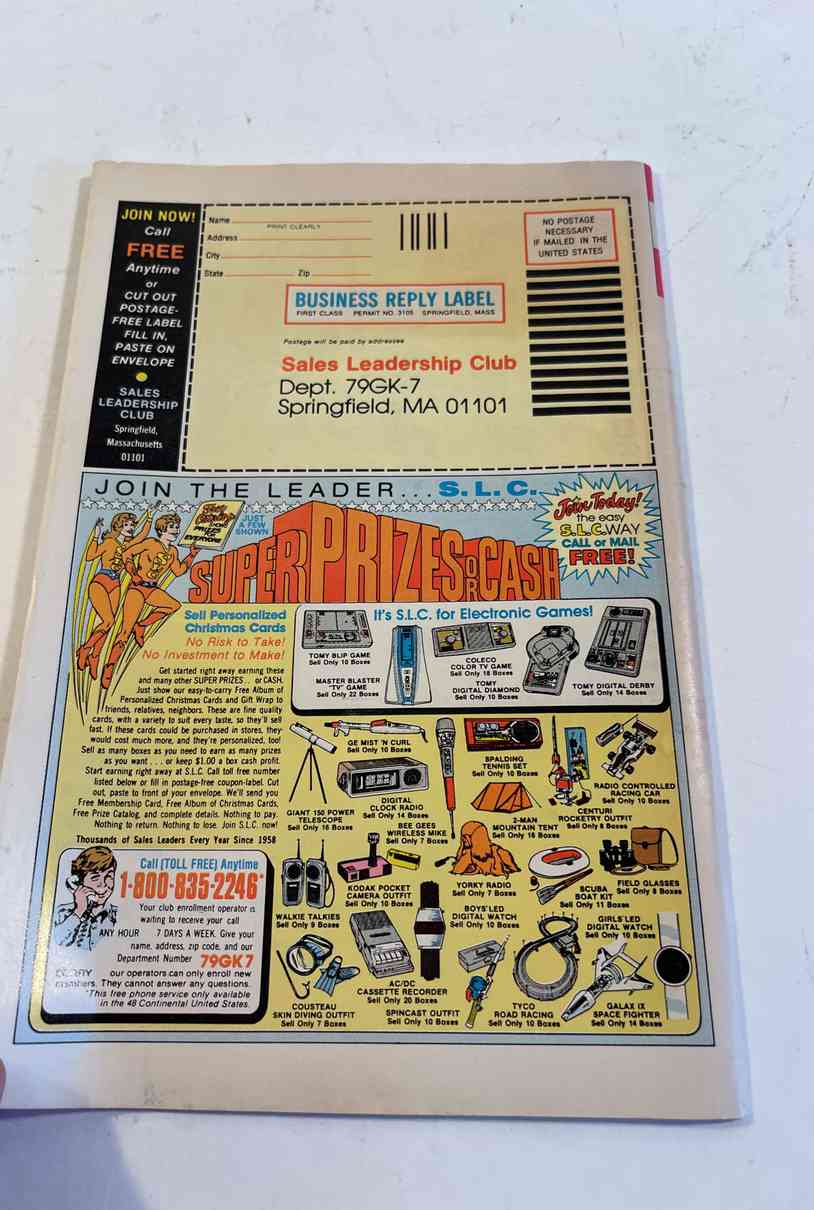 JOIN NOW!
Call
FREE
Anytime
or
CUT OUT
POSTAGE-
FREE LABEL
FILL IN,
PASTE ON
ENVELOPE
SALES
LEADERSHIP
CLUB
Springfield,
Massachusetts
01101
Name
PRINT CLEARLY
Address
City
State Zip
NO POSTAGE
NECESSARY
IF MAILED IN THE
UNITED STATES
BUSINESS REPLY LABEL
FIRST CLASS PERMIT NO. 3105 SPRINGFIELD, MASS
Postage will be paid by addressee
Sales Leadership Club
Dept. 79GK-7
Springfield, MA 01101
JOIN THE LEADER...S.L.C.
PRIZES
EVERYONE
JUST
A FEW
SHOWN
SUPER PRIZES OR CASH
Join Today!
the easy
S.L.C. WAY
CALL or MAIL
FREE!
Sell Personalized
Christmas Cards
No Risk to Take!
No Investment to Make!
Get started right away earning these
and many other SUPER PRIZES... or CASH.
Just show our easy-to-carry Free Album of
Personalized Christmas Cards and Gift Wrap to
friends, relatives, neighbors. These are fine quality
cards, with a variety to suit every taste, so they'll sell
fast. If these cards could be purchased in stores, they
would cost much more, and they're personalized, too!
Sell as many boxes as you need to earn as many prizes
as you want . . . or keep $1.00 a box cash profit.
Start earning right away at S.L.C. Call toll free number
listed below or fill in postage-free coupon-label. Cut
out, paste to front of your envelope. We'll send you
Free Membership Card, Free Album of Christmas Cards,
Free Prize Catalog, and complete details. Nothing to pay.
Nothing to return. Nothing to lose. Join S.L.C. now!
Thousands of Sales Leaders Every Year Since 1958
Call (TOLL FREE) Anytime
1-800-835-2246*
Your club enrollment operator is
waiting to receive your call
ANY HOUR 7 DAYS A WEEK. Give your
name, address, zip code, and our
Department Number 79GK7
our operators can only enroll new
members. They cannot answer any questions.
*This free phone service only available
in the 48 Continental United States.
It's S.L.C. for Electronic Games!
TOMY BLIP GAME
Sell Only 10 Boxes
MASTER BLASTER
"TV" GAME
Sell Only 22 Boxes
COLECO
COLOR TV GAME
Sell Only 18 Boxes
TOMY
DIGITAL DIAMOND
Sell Only 10 Boxes
TOMY DIGITAL DERBY
Sell Only 14 Boxes
GE MIST 'N CURL
Sell Only 10 Boxes
SPALDING
TENNIS SET
Sell Only 10 Boxes
RADIO CONTROLLED
RACING CAR
Sell Only 10 Boxes
GIANT 150 POWER
TELESCOPE
Sell Only 16 Boxes
DIGITAL
CLOCK RADIO
Sell Only 14 Boxes
BEE GEES
WIRELESS MIKE
Sell Only 7 Boxes
2-MAN
MOUNTAIN TENT
Sell Only 16 Boxes
CENTURI
ROCKETRY OUTFIT
Sell Only 8 Boxes
WALKIE TALKIES
Sell Only 9 Boxes
KODAK POCKET
CAMERA OUTFIT
Sell Only 10 Boxes
YORKY RADIO
Sell Only 7 Boxes
SCUBA
BOAT KIT
Sell Only 11 Boxes
FIELD GLASSES
Sell Only 8 Boxes
BOYS' LED
DIGITAL WATCH
Sell Only 10 Boxes
GIRLS' LED
DIGITAL WATCH
Sell Only 10 Boxes
COUSTEAU
SKIN DIVING OUTFIT
Sell Only 7 Boxes
AC/DC
CASSETTE RECORDER
Sell Only 20 Boxes
SPINCAST OUTFIT
Sell Only 10 Boxes
TYCO
ROAD RACING
Sell Only 10 Boxes
GALAX IX
SPACE FIGHTER
Sell Only 14 Boxes